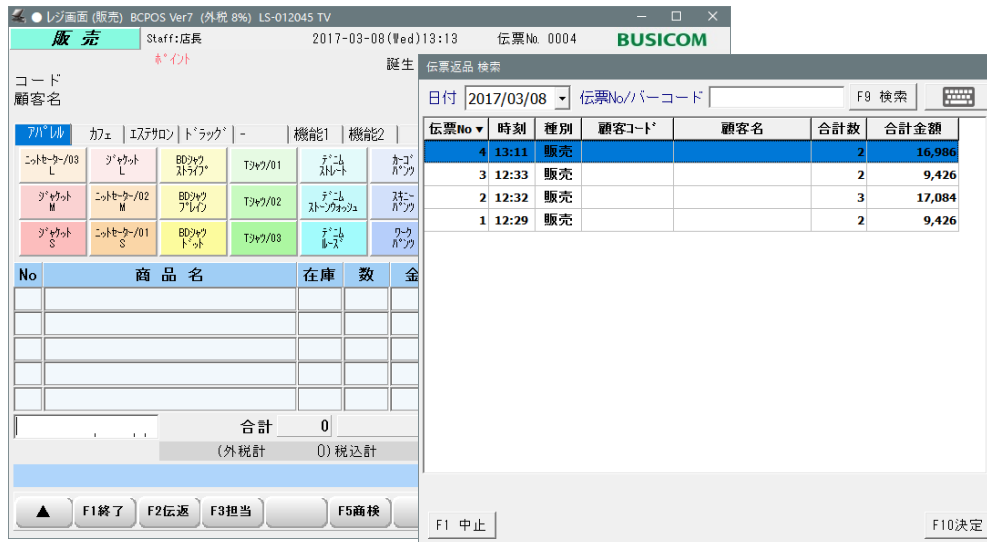 ● レジ画面 (販売) BCPOS Ver7 (外税 8%) LS-012045 TV
販 売 Staff:店長 2017-03-08(Wed)13:13 伝票No. 0004 BUSICOM
ポイント 誕生
コード
顧客名
アパレル カフェ エステサロン ドラッグ - 機能1 機能2
ニットセーター/03 L ジャケット L BDシャツ ストライプ Tシャツ/01 デニム ストレート カーゴ パンツ
ジャケット M ニットセーター/02 M BDシャツ プレイン Tシャツ/02 デニム ストーンウォッシュ スキニー パンツ
ジャケット S ニットセーター/01 S BDシャツ ドット Tシャツ/03 デニム ルーズ ワーク パンツ
No 商 品 名 在庫 数 金
合計 0
(外税計 0) 税込計
▲ F1終了 F2伝返 F3担当 F5商検
伝票返品 検索
日付 2017/03/08 伝票No/バーコード F9 検索
伝票No ▼ 時刻 種別 顧客コード 顧客名 合計数 合計金額
4 13:11 販売 2 16,986
3 12:33 販売 2 9,426
2 12:32 販売 3 17,084
1 12:29 販売 2 9,426
F1 中止 F10決定